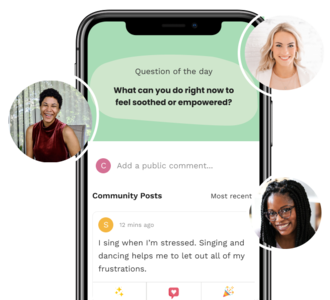 Question of the day
What can you do right now to
feel soothed or empowered?
C
Add a public comment...
Community Posts
Most recent
S
12 mins ago
I sing when I'm stressed. Singing and
dancing helps me to let out all of my
frustrations.